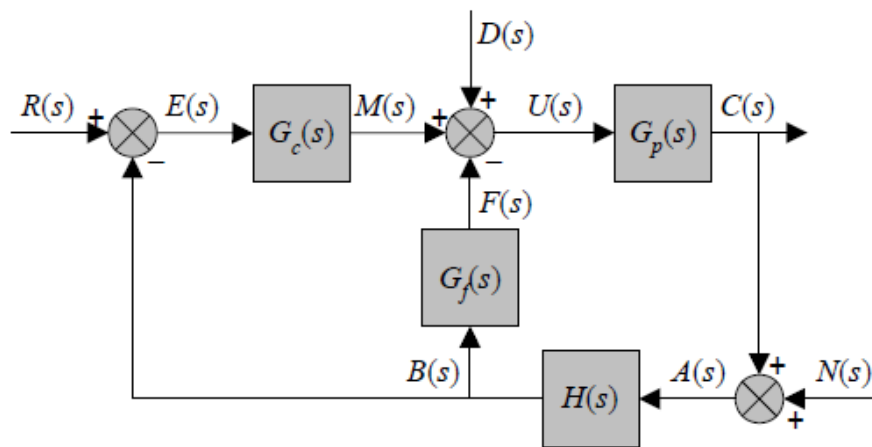 D(s)
R(s) + E(s) G_c(s) M(s) + + U(s) G_p(s) C(s)
− −
F(s)
G_f(s)
B(s) H(s) A(s) + N(s)
+